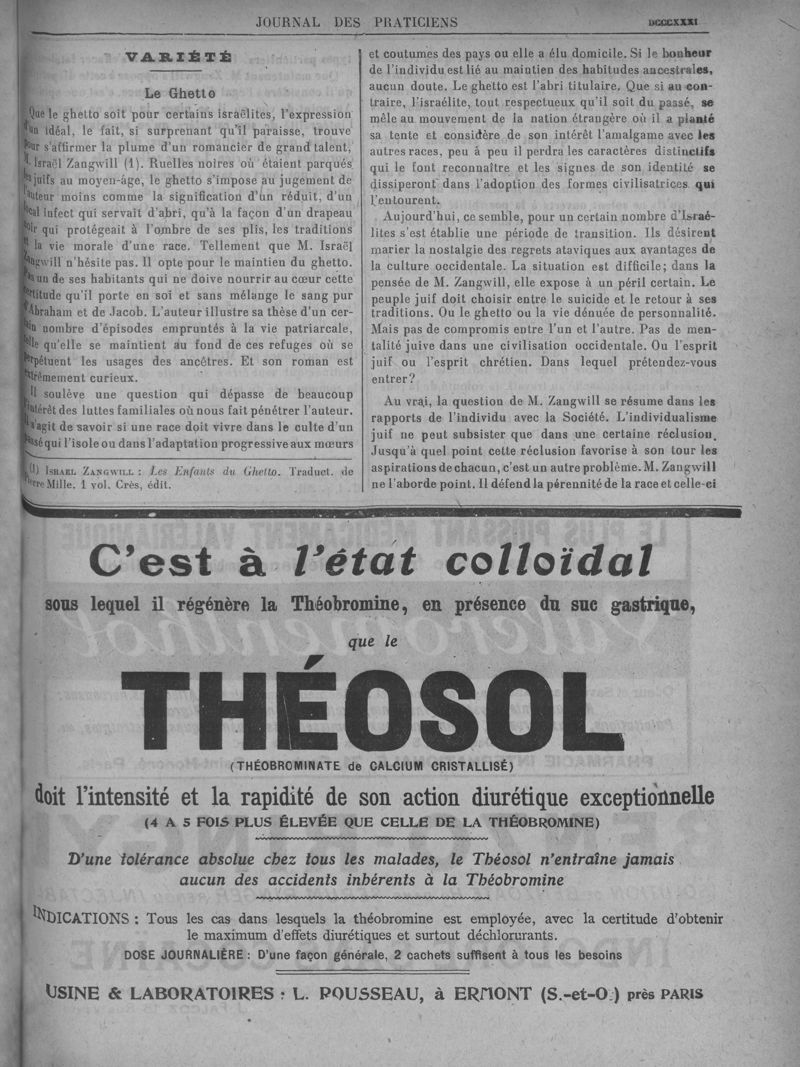 JOURNAL DES PRATICIENS
DCCCXXXI
VARIÉTÉ
Le Ghetto
Que le ghetto soit pour certains israëlites, l'expression
d'un idéal, le fait, si surprenant qu'il paraisse, trouve
pour s'affirmer la plume d'un romancier de grand talent,
M. Israël Zangwill (1). Ruelles noires où étaient parqués
les juifs au moyen-âge, le ghetto s'impose au jugement de
l'auteur moins comme la signification d'un réduit, d'un
local infect qui servait d'abri, qu'à la façon d'un drapeau
noir qui protégeait à l'ombre de ses plis, les traditions
et la vie morale d'une race. Tellement que M. Israël
Zangwill n'hésite pas. Il opte pour le maintien du ghetto.
Pas un de ses habitants qui ne doive nourrir au cœur cette
certitude qu'il porte en soi et sans mélange le sang pur
d'Abraham et de Jacob. L'auteur illustre sa thèse d'un cer-
tain nombre d'épisodes empruntés à la vie patriarcale,
telle qu'elle se maintient au fond de ces refuges où se
perpétuent les usages des ancêtres. Et son roman est
extrêmement curieux.
Il soulève une question qui dépasse de beaucoup
l'intérêt des luttes familiales où nous fait pénétrer l'auteur.
Il s'agit de savoir si une race doit vivre dans le culte d'un
passé qui l'isole ou dans l'adaptation progressive aux mœurs
(1) ISRAEL ZANGWILL : Les Enfants du Ghetto. Traduct. de
Pierre Mille. 1 vol. Crès, édit.
et coutumes des pays ou elle a élu domicile. Si le bonheur
de l'individu est lié au maintien des habitudes ancestrales,
aucun doute. Le ghetto est l'abri titulaire. Que si au con-
traire, l'israélite, tout respectueux qu'il soit du passé, se
mêle au mouvement de la nation étrangère où il a planté
sa tente et considère de son intérêt l'amalgame avec les
autres races, peu à peu il perdra les caractères distinctifs
qui le font reconnaître et les signes de son identité se
dissiperont dans l'adoption des formes civilisatrices qui
l'entourent.
Aujourd'hui, ce semble, pour un certain nombre d'Israé-
lites s'est établie une période de transition. Ils désirent
marier la nostalgie des regrets ataviques aux avantages de
la culture occidentale. La situation est difficile; dans la
pensée de M. Zangwill, elle expose à un péril certain. Le
peuple juif doit choisir entre le suicide et le retour à ses
traditions. Ou le ghetto ou la vie dénuée de personnalité.
Mais pas de compromis entre l'un et l'autre. Pas de men-
talité juive dans une civilisation occidentale. Ou l'esprit
juif ou l'esprit chrétien. Dans lequel prétendez-vous
entrer?
Au vrai, la question de M. Zangwill se résume dans les
rapports de l'individu avec la Société. L'individualisme
juif ne peut subsister que dans une certaine réclusion.
Jusqu'à quel point cette réclusion favorise à son tour les
aspirations de chacun, c'est un autre problème. M. Zangwill
ne l'aborde point. Il défend la pérennité de la race et celle-ci
C'est à l'état colloïdal
sous lequel il régénère la Théobromine, en présence du suc gastrique,
que le
THÉOSOL
(THÉOBROMINATE de CALCIUM CRISTALLISÉ)
doit l'intensité et la rapidité de son action diurétique exceptionnelle
(4 A 5 FOIS PLUS ÉLEVÉE QUE CELLE DE LA THÉOBROMINE)
D'une tolérance absolue chez tous les malades, le Théosol n'entraîne jamais
aucun des accidents inhérents à la Théobromine
INDICATIONS : Tous les cas dans lesquels la théobromine est employée, avec la certitude d'obtenir
le maximum d'effets diurétiques et surtout déchlorurants.
DOSE JOURNALIÈRE : D'une façon générale, 2 cachets suffisent à tous les besoins
USINE & LABORATOIRES : L. POUSSEAU, à ERMONT (S.-et-O.) près PARIS